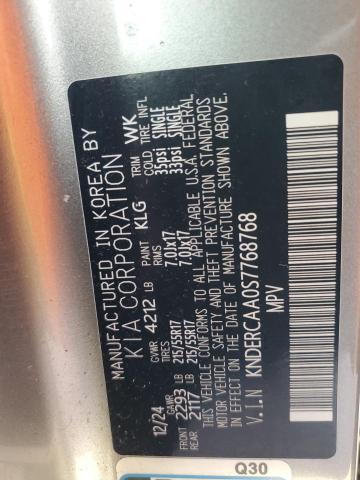 MANUFACTURED IN KOREA BY
KIA CORPORATION
PAINT KLG TRIM WK
12/24 GVWR 4212 LB
GAWR TIRES RIMS COLD TIRE INFL
FRONT 2293 LB 215/55R17 7.0Jx17 35psi SINGLE
REAR 2117 215/55R17 7.0Jx17 33psi SINGLE
THIS VEHICLE CONFORMS TO ALL APPLICABLE U.S.A. FEDERAL
MOTOR VEHICLE SAFETY AND THEFT PREVENTION STANDARDS
IN EFFECT ON THE DATE OF MANUFACTURE SHOWN ABOVE.
V.I.N KNDERCAA0S7768768
MPV
Q30